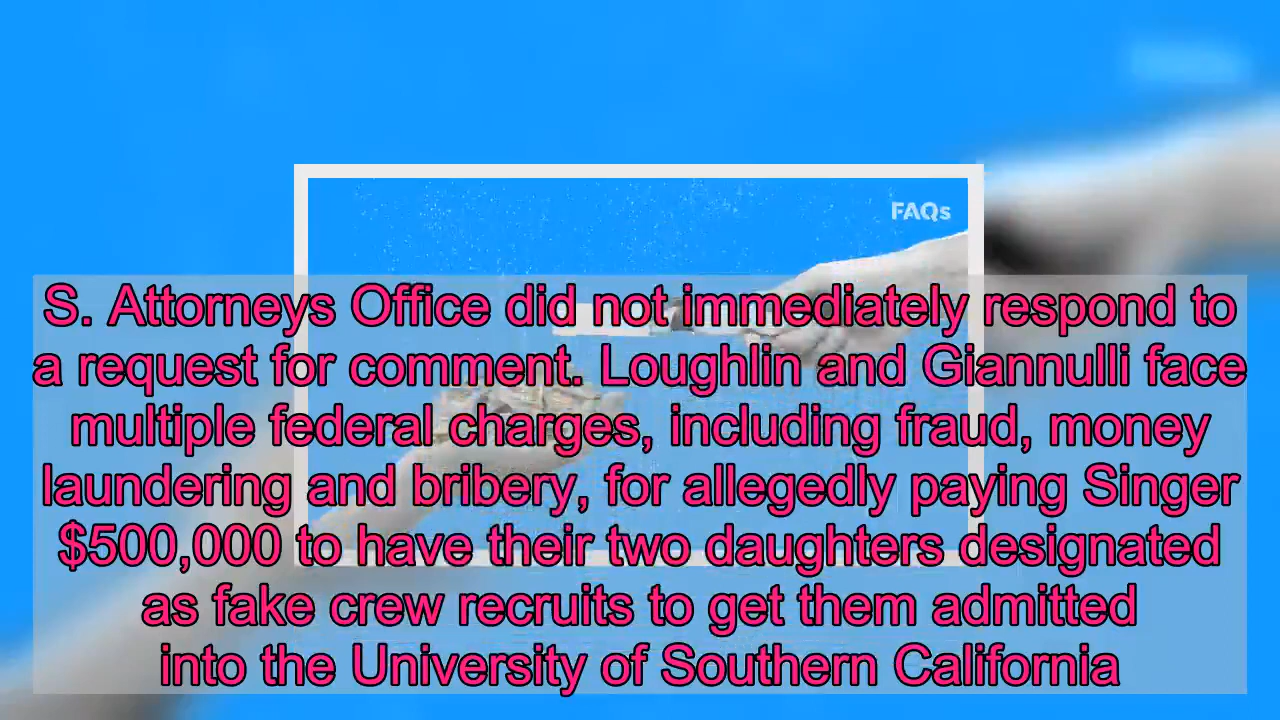 FAQs
S. Attorneys Office did not immediately respond to
a request for comment. Loughlin and Giannulli face
multiple federal charges, including fraud, money
laundering and bribery, for allegedly paying Singer
$500,000 to have their two daughters designated
as fake crew recruits to get them admitted
into the University of Southern California